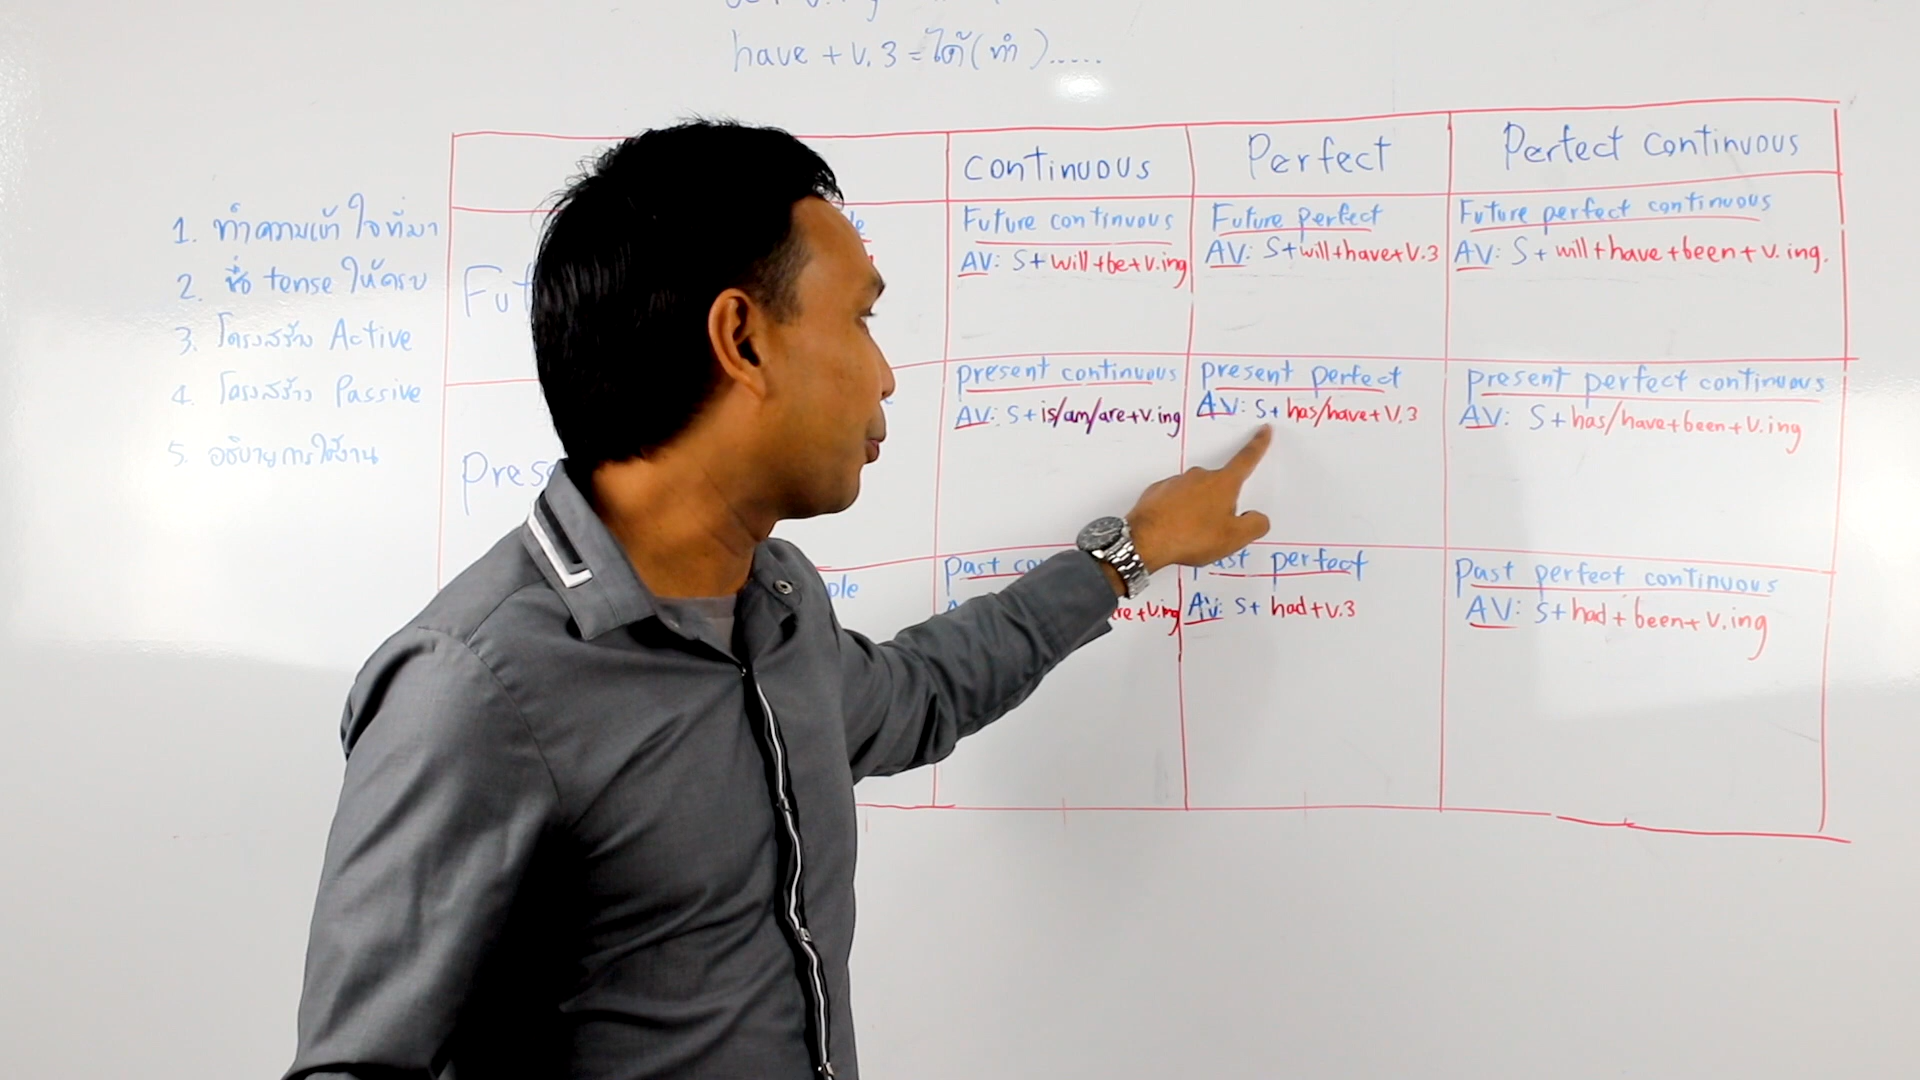 have + V.3 = ได้ (ทำ).....
1. ทำความเข้าใจที่มา
2. ชื่อ tense ให้ครบ
3. โครงสร้าง Active
4. โครงสร้าง Passive
5. อธิบายการใช้งาน
continuous
Perfect
Perfect continuous
Fut
Future continuous
AV: S + will + be + v.ing
Future perfect
AV: S + will + have + V.3
Future perfect continuous
AV: S + will + have + been + v.ing.
Prese
present continuous
AV: S + is/am/are + v.ing
present perfect
AV: S + has/have + V.3
present perfect continuous
AV: S + has/have + been + v.ing
ple
Past co
re + v.ing
ast perfect
AV: S + had + V.3
Past perfect continuous
AV: S + had + been + v.ing